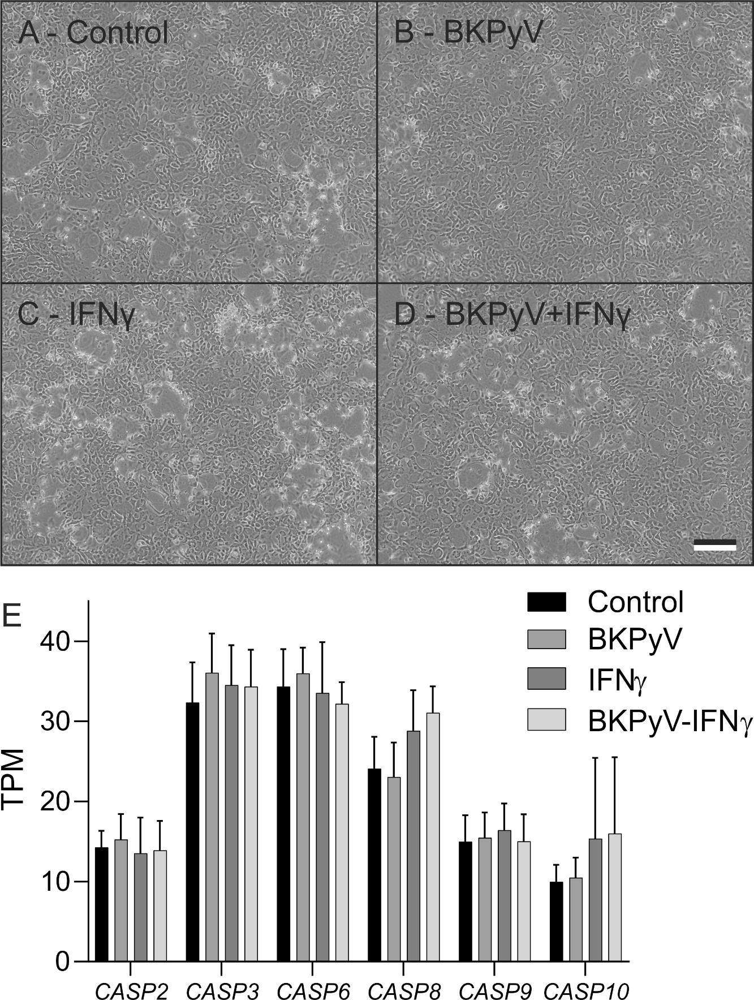 A - Control
B - BKPyV
C - IFNγ
D - BKPyV+IFNγ
E
Control
BKPyV
IFNγ
BKPyV-IFNγ
TPM
40
30
20
10
0
CASP2 CASP3 CASP6 CASP8 CASP9 CASP10